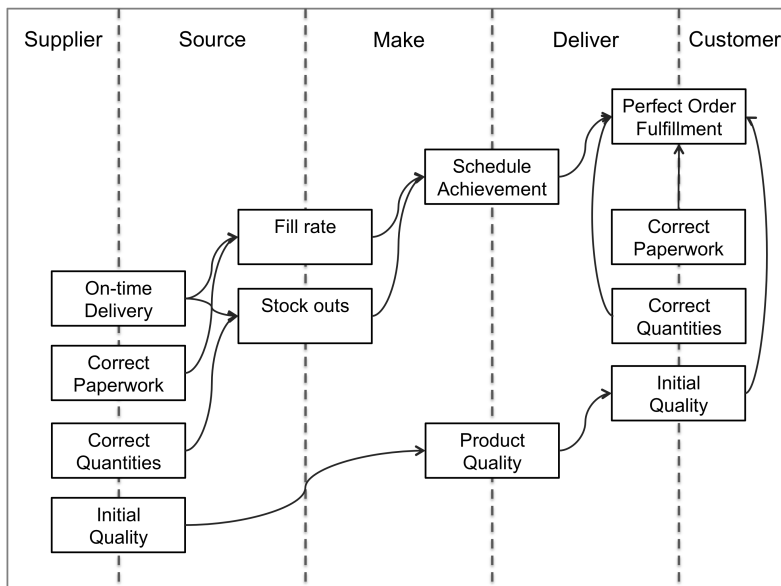 Supplier
Source
Make
Deliver
Customer
Perfect Order
Fulfillment
Schedule
Achievement
Fill rate
Correct
Paperwork
On-time
Delivery
Stock outs
Correct
Quantities
Correct
Paperwork
Initial
Quality
Correct
Quantities
Product
Quality
Initial
Quality